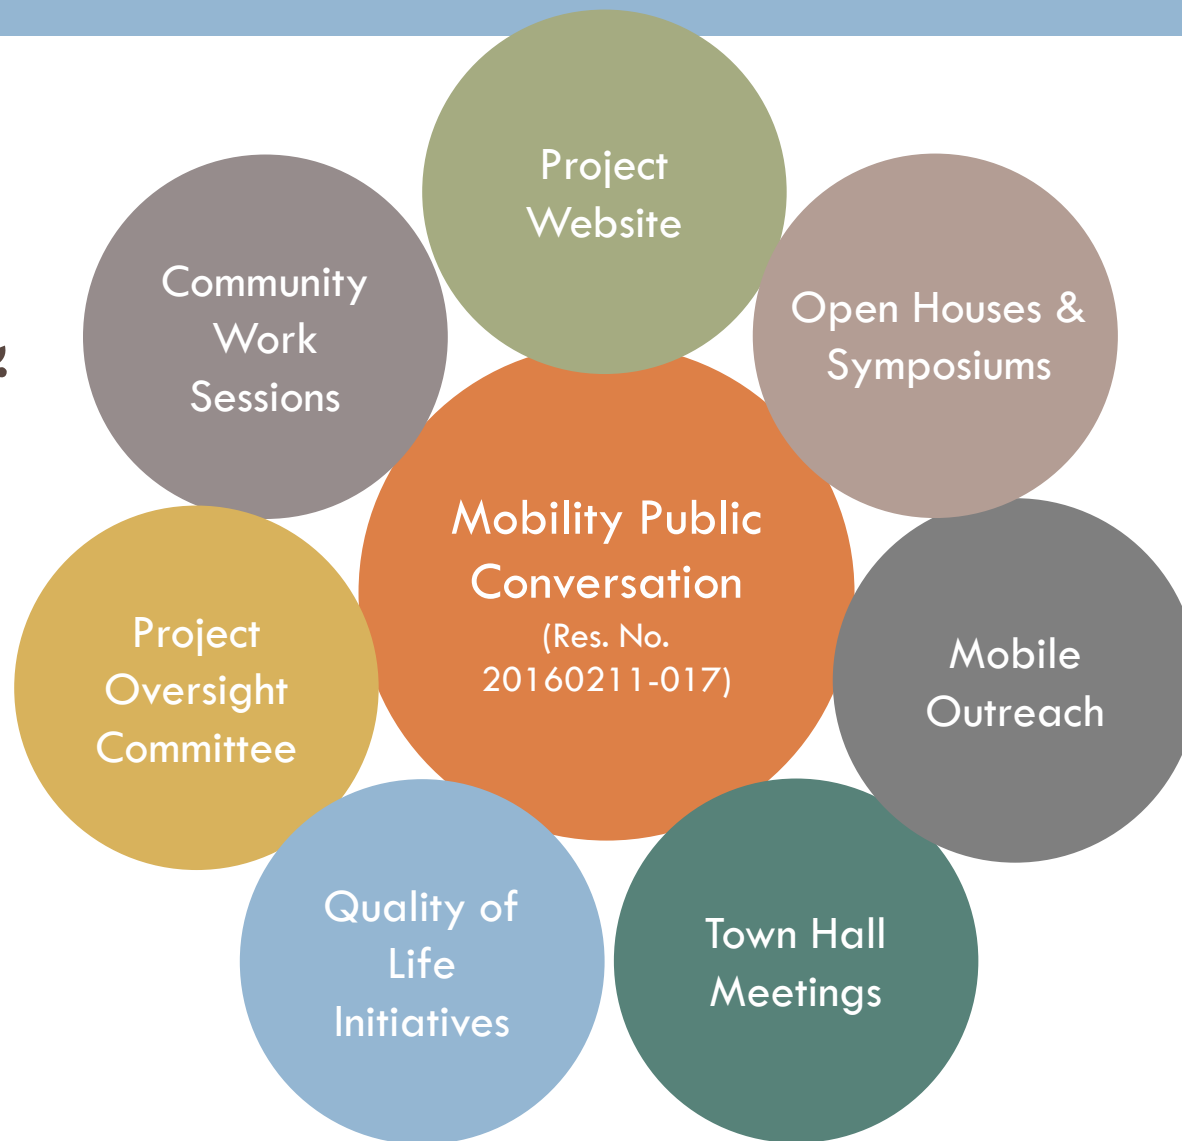 Project
Website
Community
Work
Sessions
Open Houses &
Symposiums
Mobility Public
Conversation
(Res. No.
20160211-017)
Project
Oversight
Committee
Mobile
Outreach
Quality of
Life
Initiatives
Town Hall
Meetings